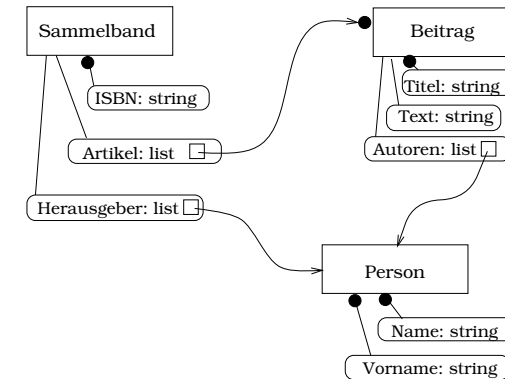 Sammelband
Beitrag
ISBN: string
Titel: string
Text: string
Artikel: list
Autoren: list
Herausgeber: list
Person
Name: string
Vorname: string